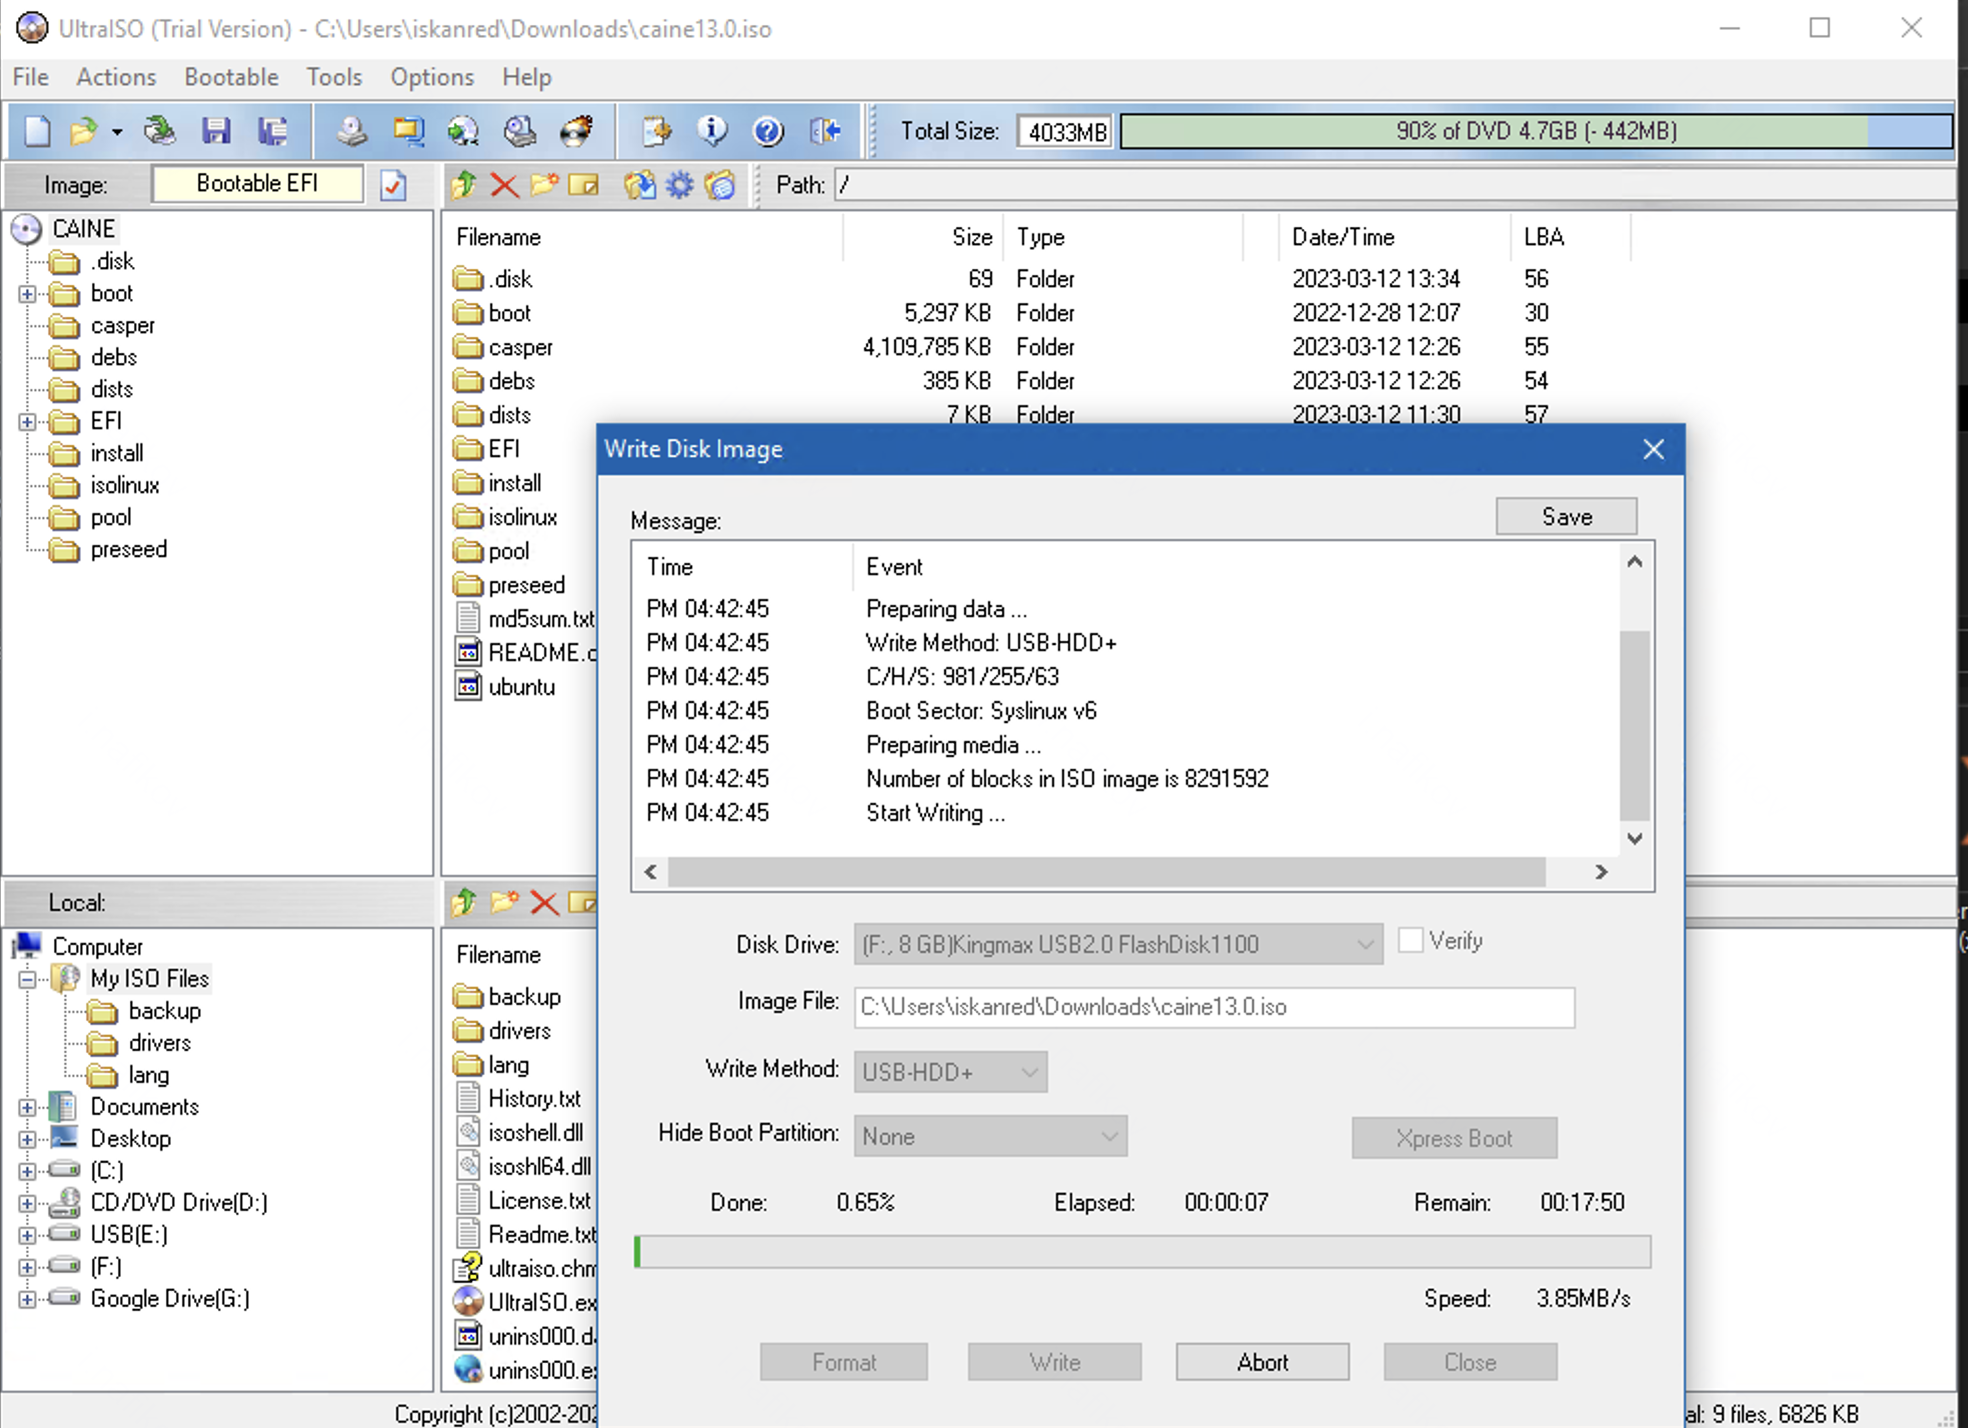 UltraISO (Trial Version) - C:\Users\iskanred\Downloads\caine13.0.iso
File Actions Bootable Tools Options Help
Total Size: 4033MB 90% of DVD 4.7GB (- 442MB)
Image: Bootable EFI Path: /
CAINE
.disk
boot
casper
debs
dists
EFI
install
isolinux
pool
preseed
Filename Size Type Date/Time LBA
.disk 69 Folder 2023-03-12 13:34 56
boot 5,297 KB Folder 2022-12-28 12:07 30
casper 4,109,785 KB Folder 2023-03-12 12:26 55
debs 385 KB Folder 2023-03-12 12:26 54
dists 7 KB Folder 2023-03-12 11:30 57
EFI
install
isolinux
pool
preseed
md5sum.txt
README.
ubuntu
Write Disk Image
Message: Save
Time Event
PM 04:42:45 Preparing data ...
PM 04:42:45 Write Method: USB-HDD+
PM 04:42:45 C/H/S: 981/255/63
PM 04:42:45 Boot Sector: Syslinux v6
PM 04:42:45 Preparing media ...
PM 04:42:45 Number of blocks in ISO image is 8291592
PM 04:42:45 Start Writing ...
Disk Drive: (F:, 8 GB)Kingmax USB2.0 FlashDisk1100 Verify
Image File: C:\Users\iskanred\Downloads\caine13.0.iso
Write Method: USB-HDD+
Hide Boot Partition: None Xpress Boot
Done: 0.65% Elapsed: 00:00:07 Remain: 00:17:50
Speed: 3.85MB/s
Format Write Abort Close
Local:
Computer
My ISO Files
backup
drivers
lang
Documents
Desktop
(C:)
CD/DVD Drive(D:)
USB(E:)
(F:)
Google Drive(G:)
Filename
backup
drivers
lang
History.txt
isoshell.dll
isoshl64.dll
License.txt
Readme.txt
ultraiso.chm
UltraISO.ex
unins000.d
unins000.e
Copyright (c)2002-202
al: 9 files, 6826 KB